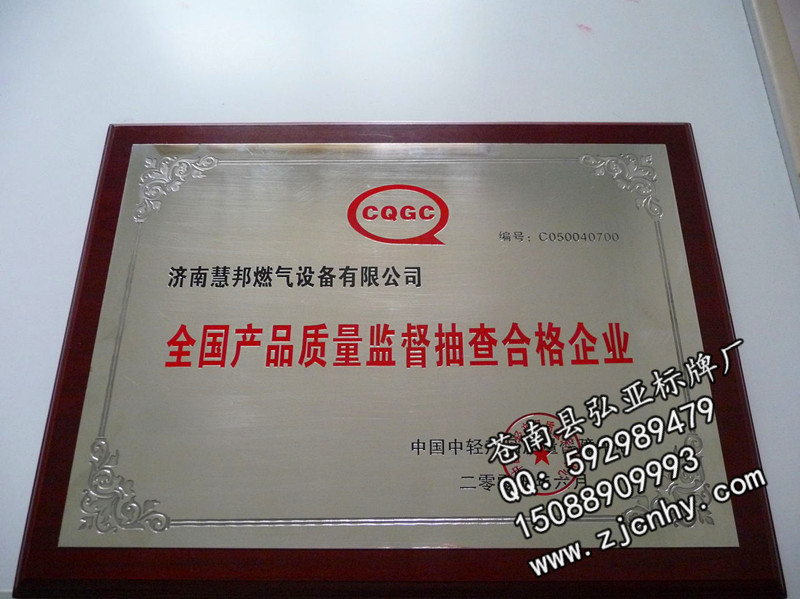 CQGC
编号：C050040700
济南慧邦燃气设备有限公司
全国产品质量监督抽查合格企业
中国中轻
二零 六月
苍南县弘亚标牌厂
QQ: 592989479
15088909993
www.zjcnhy.com